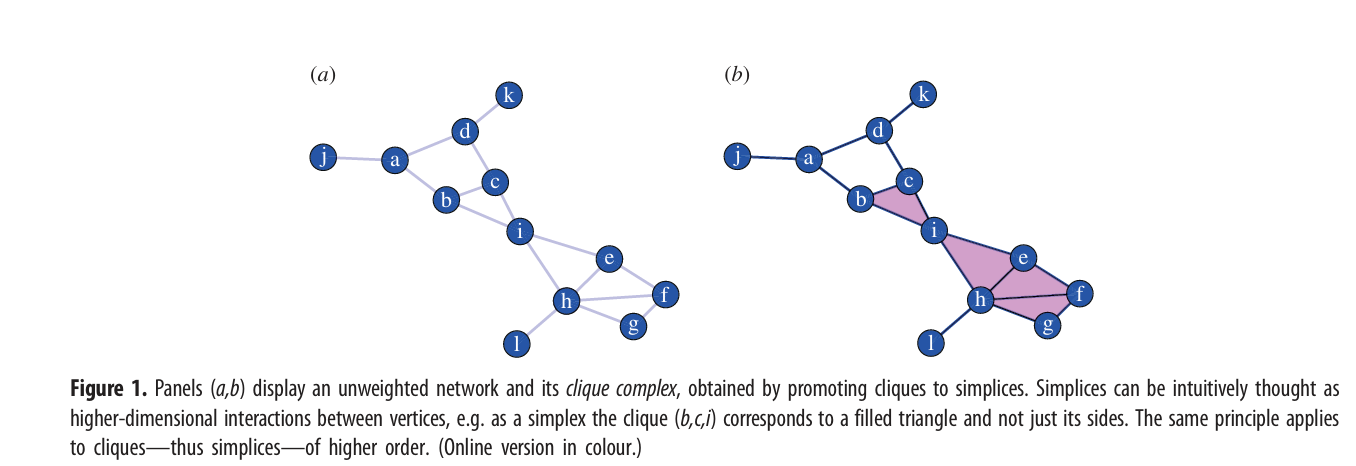 (a)
(b)
k
d
j
a
c
b
i
e
h
f
g
l
k
d
j
a
c
b
i
e
h
f
g
l
Figure 1. Panels (a,b) display an unweighted network and its clique complex, obtained by promoting cliques to simplices. Simplices can be intuitively thought as
higher-dimensional interactions between vertices, e.g. as a simplex the clique (b,c,i) corresponds to a filled triangle and not just its sides. The same principle applies
to cliques—thus simplices—of higher order. (Online version in colour.)